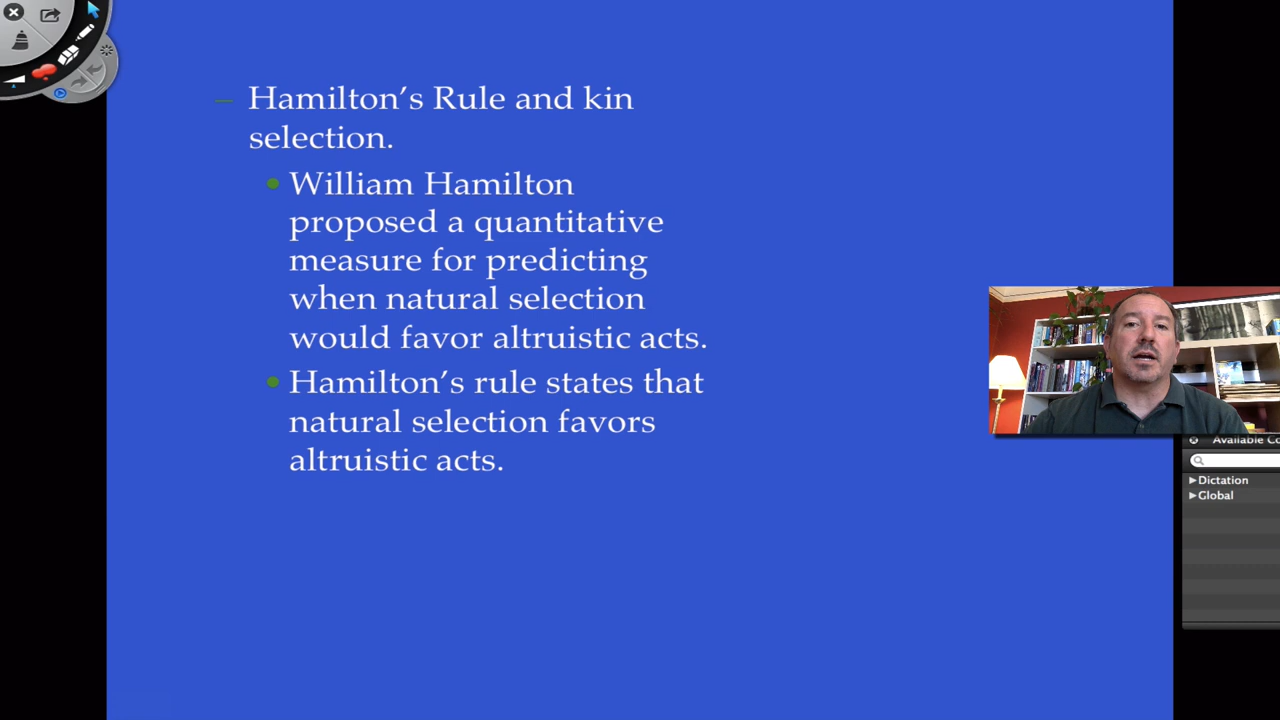 – Hamilton’s Rule and kin
selection.
• William Hamilton
proposed a quantitative
measure for predicting
when natural selection
would favor altruistic acts.
• Hamilton’s rule states that
natural selection favors
altruistic acts.
Available Co
Dictation
Global